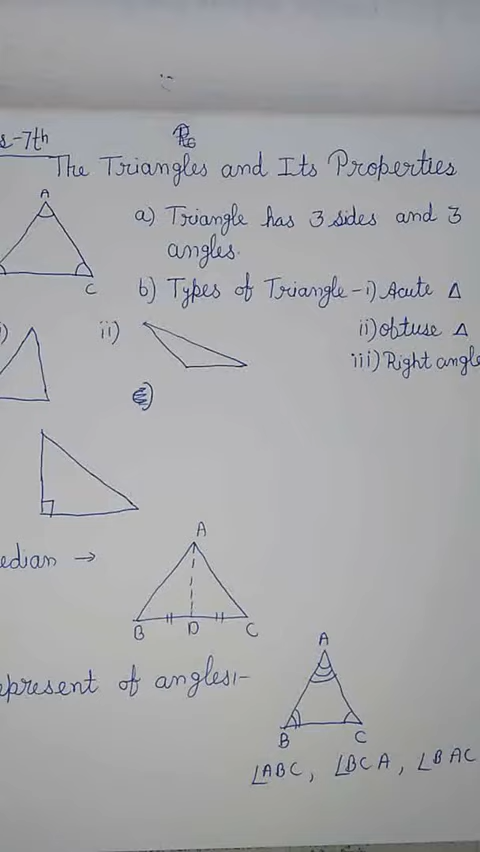 s-7th
The Triangles and Its Properties
A
a) Triangle has 3 sides and 3
angles.
C
b) Types of Triangle - i) Acute Δ
ii) obtuse Δ
iii) Right angle
i)
ii)
edian →
A
B D C
epresent of angles:-
A
B C
∠ABC, ∠BCA, ∠BAC